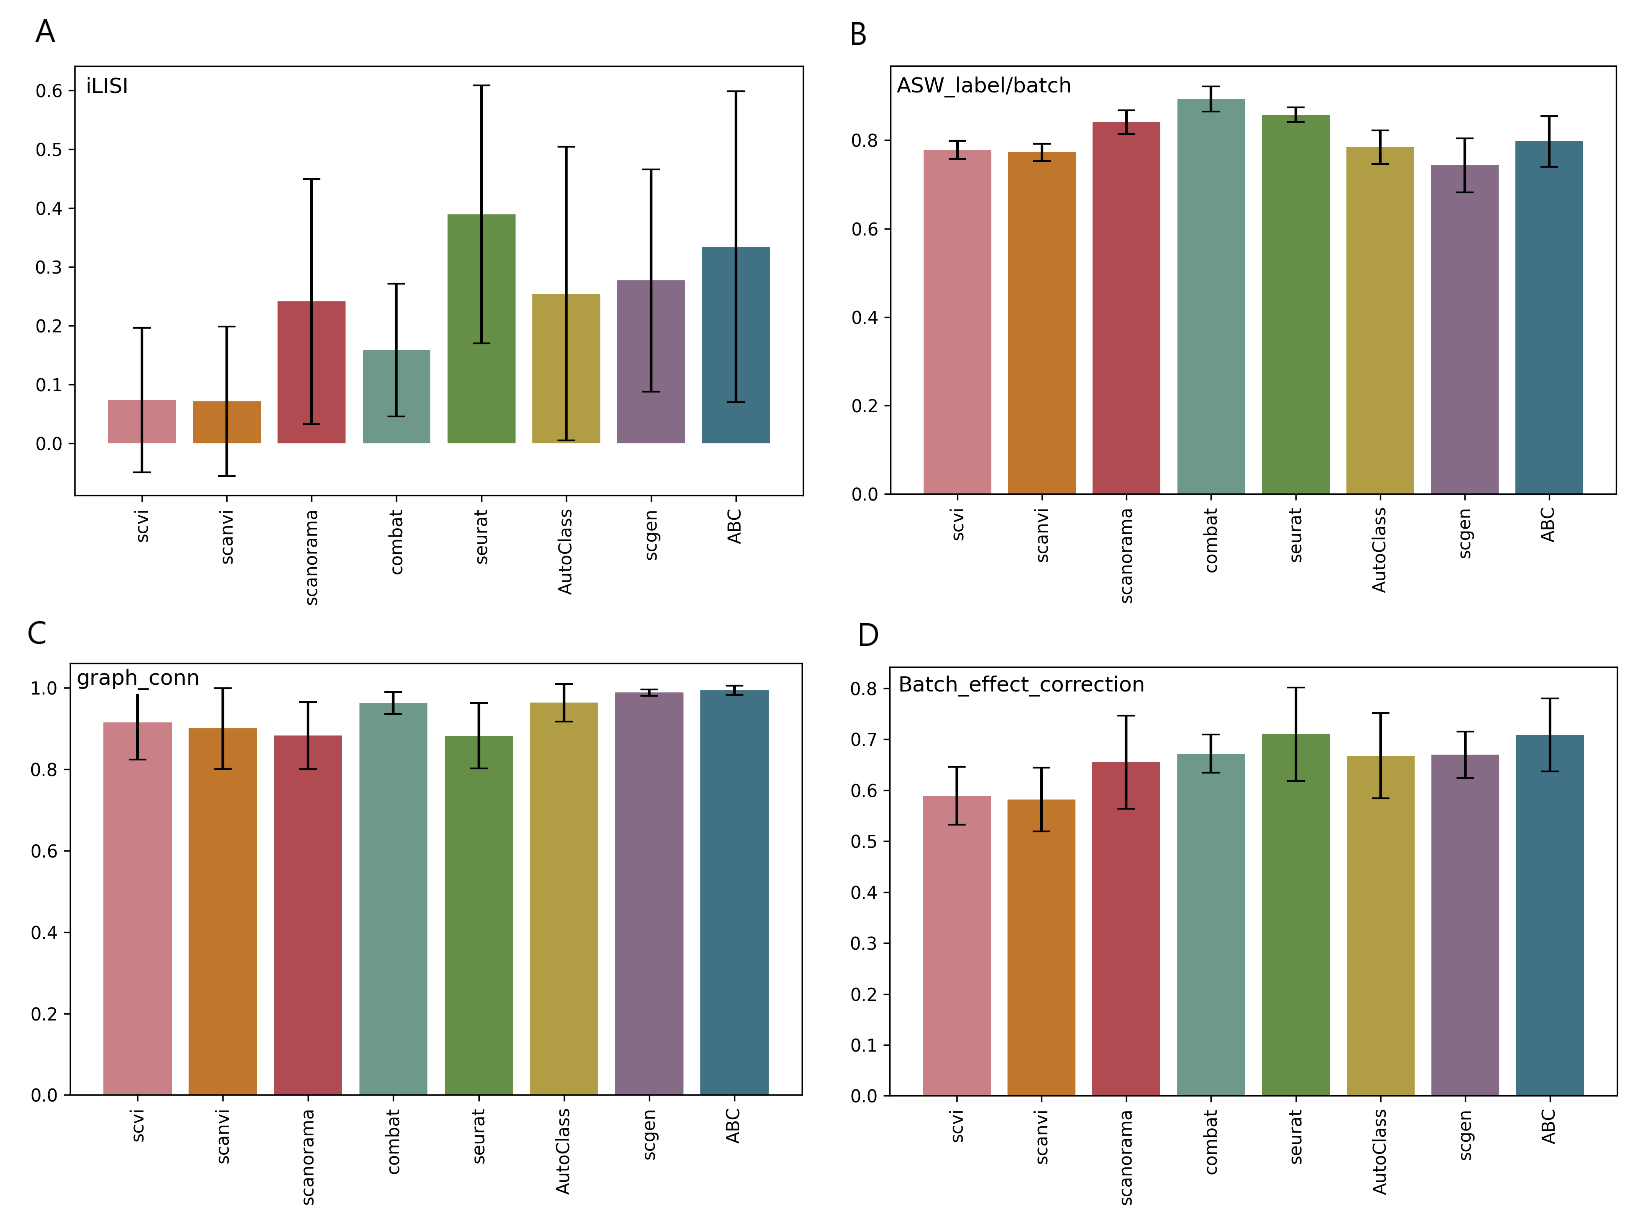 A
iLISI
0.6
0.5
0.4
0.3
0.2
0.1
0.0
scvi
scanvi
scanorama
combat
seurat
AutoClass
scgen
ABC
B
ASW_label/batch
0.8
0.6
0.4
0.2
0.0
scvi
scanvi
scanorama
combat
seurat
AutoClass
scgen
ABC
C
graph_conn
1.0
0.8
0.6
0.4
0.2
0.0
scvi
scanvi
scanorama
combat
seurat
AutoClass
scgen
ABC
D
Batch_effect_correction
0.8
0.7
0.6
0.5
0.4
0.3
0.2
0.1
0.0
scvi
scanvi
scanorama
combat
seurat
AutoClass
scgen
ABC